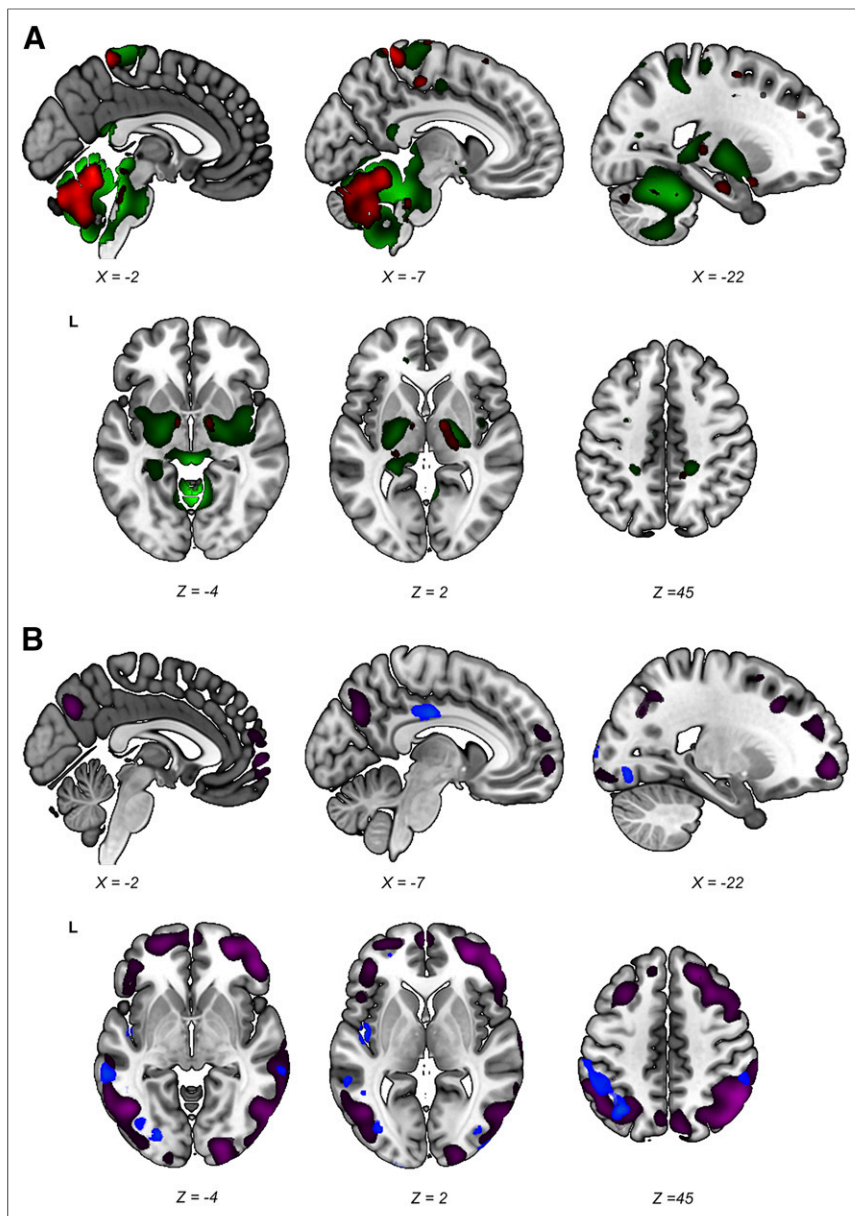 A
X = -2 X = -7 X = -22
L
Z = -4 Z = 2 Z =45
B
X = -2 X = -7 X = -22
L
Z = -4 Z = 2 Z =45